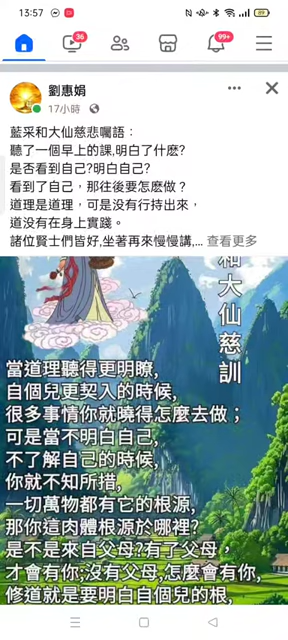 13:57
89
36
99+
劉惠娟
17小時
藍采和大仙慈悲囑語：
聽了一個早上的課,明白了什麽?
是否看到自己?明白自己?
看到了自己，那往後要怎麽做？
道理是道理，可是没有行持出來，
道没有在身上實踐。
諸位賢士們皆好,坐著再來慢慢講,... 查看更多
和大仙慈訓
當道理聽得更明瞭,
自個兒更契入的時候,
很多事情你就曉得怎麼去做；
可是當不明白自己,
不了解自己的時候,
你就不知所措,
一切萬物都有它的根源,
那你這肉體根源於哪裡?
是不是來自父母?有了父母，
才會有你;沒有父母,怎麼會有你,
修道就是要明白自個兒的根,